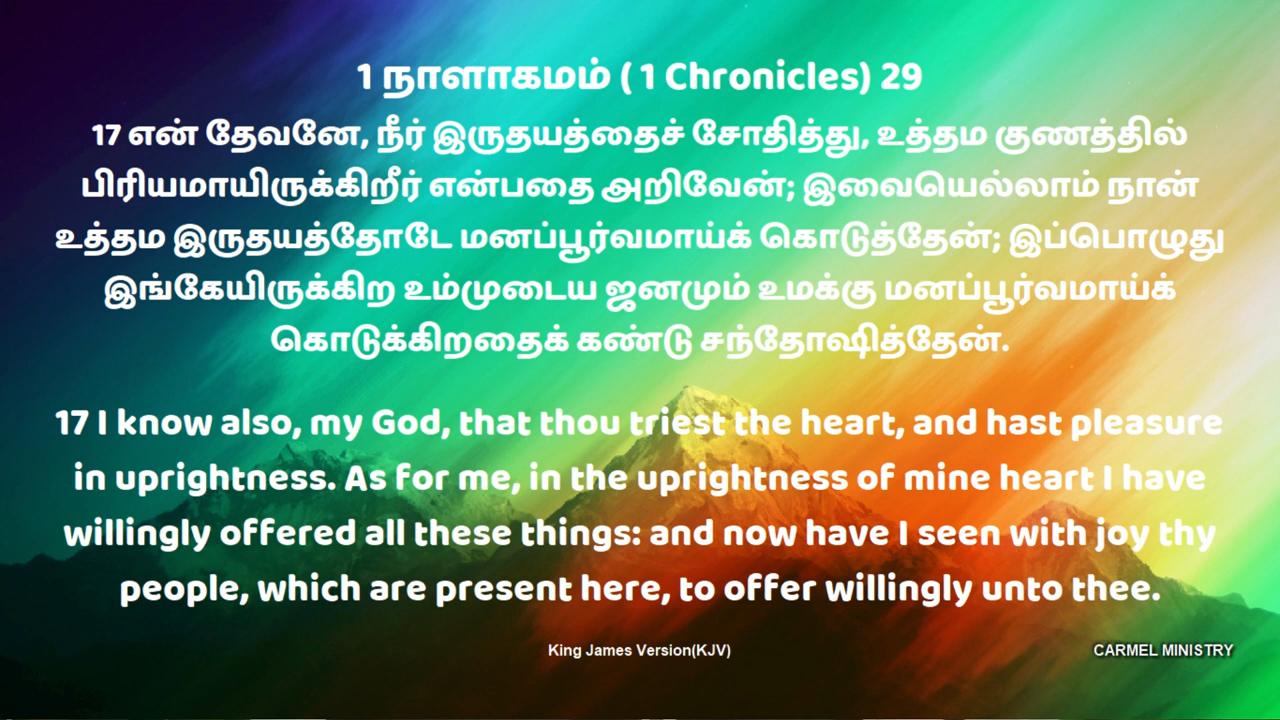 1 நாளாகமம் ( 1 Chronicles) 29
17 என் தேவனே, நீர் இருதயத்தைச் சோதித்து, உத்தம குணத்தில்
பிரியமாயிருக்கிறீர் என்பதை அறிவேன்; இவையெல்லாம் நான்
உத்தம இருதயத்தோடே மனப்பூர்வமாய்க் கொடுத்தேன்; இப்பொழுது
இங்கேயிருக்கிற உம்முடைய ஜனமும் உமக்கு மனப்பூர்வமாய்க்
கொடுக்கிறதைக் கண்டு சந்தோஷித்தேன்.
17 I know also, my God, that thou triest the heart, and hast pleasure
in uprightness. As for me, in the uprightness of mine heart I have
willingly offered all these things: and now have I seen with joy thy
people, which are present here, to offer willingly unto thee.
King James Version(KJV)
CARMEL MINISTRY